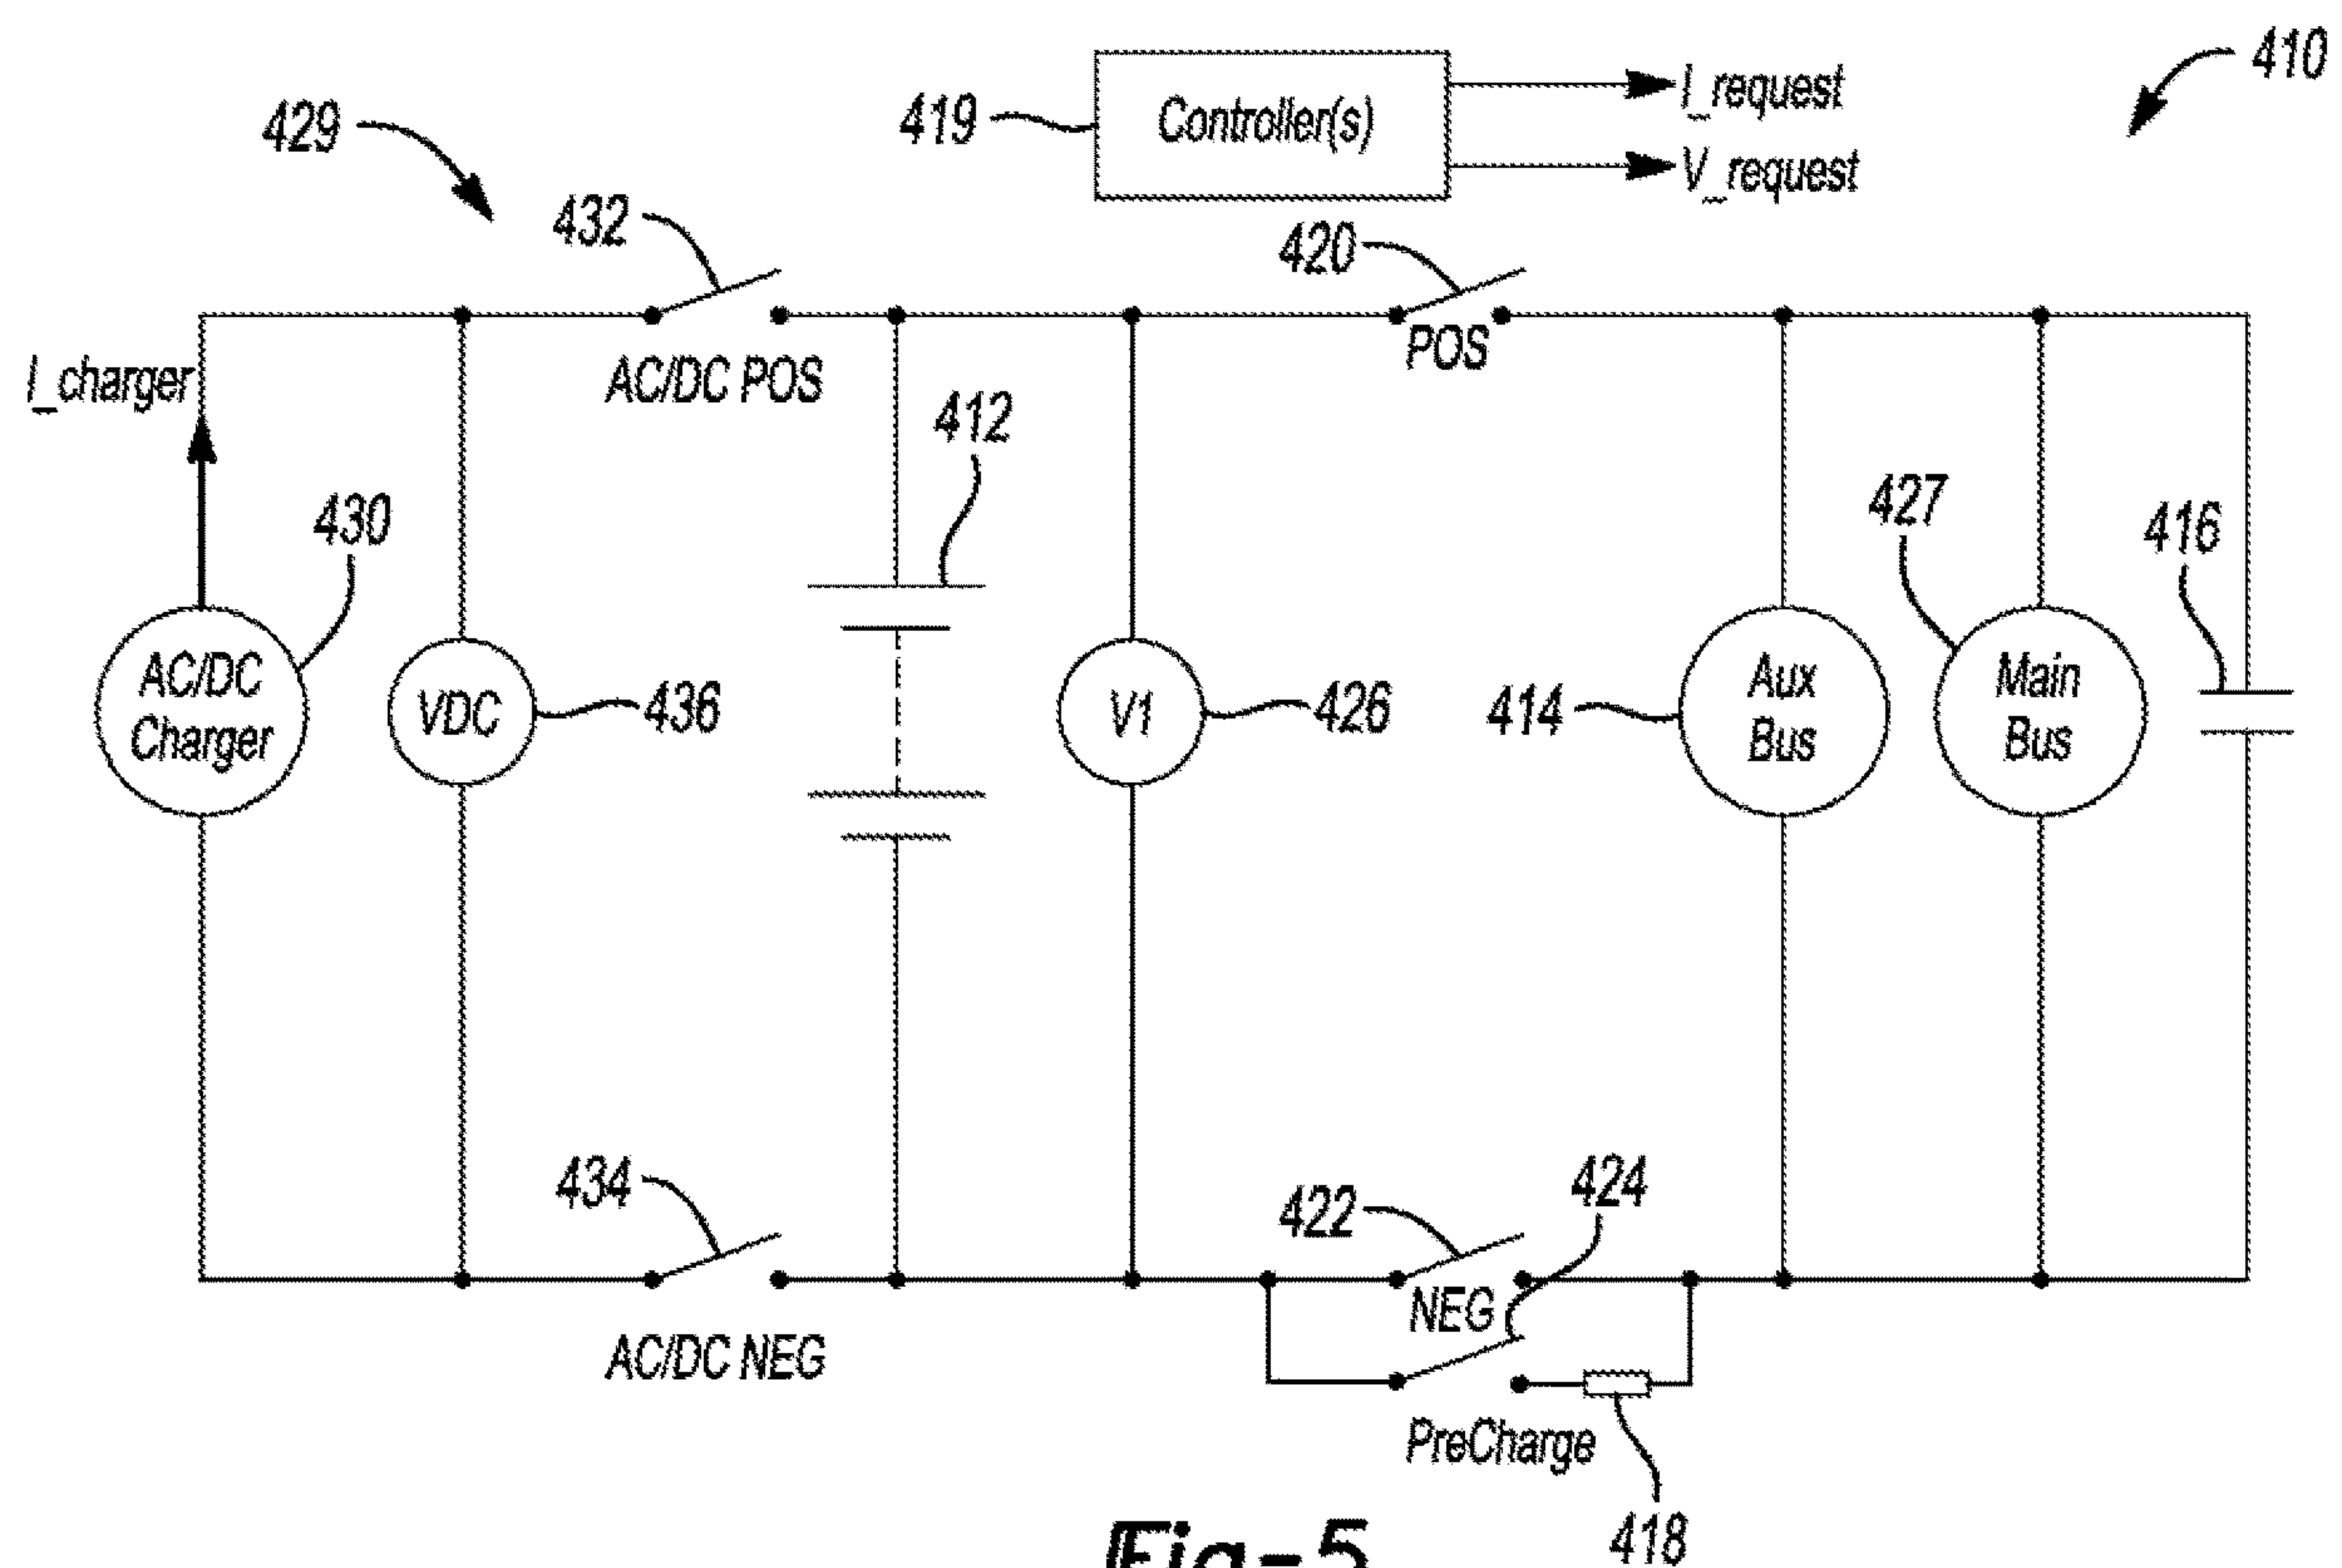 410
419
Controller(s)
I_request
V_request
429
432
420
AC/DC POS
POS
I_charger
412
430
427
416
AC/DC
Charger
VDC
436
V1
426
414
Aux
Bus
Main
Bus
434
422
424
NEG
AC/DC NEG
PreCharge
418
Fig-5